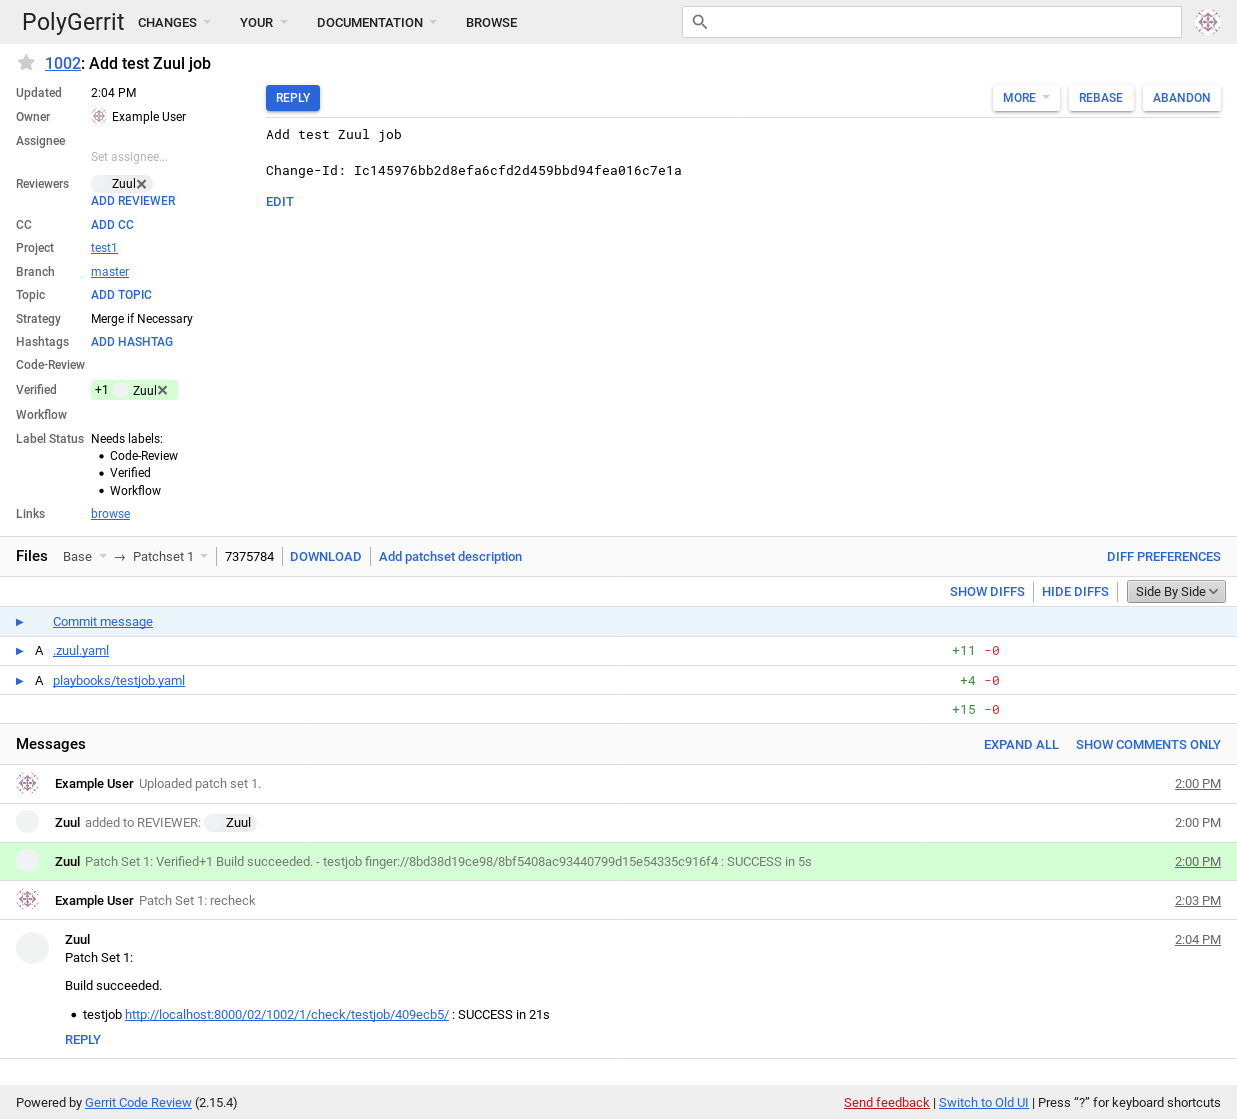 PolyGerrit CHANGES YOUR DOCUMENTATION BROWSE
1002: Add test Zuul job
Updated 2:04 PM
Owner Example User
Assignee
Set assignee...
Reviewers Zuul
ADD REVIEWER
CC ADD CC
Project test1
Branch master
Topic ADD TOPIC
Strategy Merge if Necessary
Hashtags ADD HASHTAG
Code-Review
Verified +1 Zuul
Workflow
Label Status Needs labels:
• Code-Review
• Verified
• Workflow
Links browse
REPLY MORE REBASE ABANDON
Add test Zuul job
Change-Id: Ic145976bb2d8efa6cfd2d459bbd94fea016c7e1a
EDIT
Files Base → Patchset 1 7375784 DOWNLOAD Add patchset description DIFF PREFERENCES
SHOW DIFFS HIDE DIFFS Side By Side
Commit message
A .zuul.yaml +11 -0
A playbooks/testjob.yaml +4 -0
+15 -0
Messages EXPAND ALL SHOW COMMENTS ONLY
Example User Uploaded patch set 1. 2:00 PM
Zuul added to REVIEWER: Zuul 2:00 PM
Zuul Patch Set 1: Verified+1 Build succeeded. - testjob finger://8bd38d19ce98/8bf5408ac93440799d15e54335c916f4 : SUCCESS in 5s 2:00 PM
Example User Patch Set 1: recheck 2:03 PM
Zuul 2:04 PM
Patch Set 1:
Build succeeded.
• testjob http://localhost:8000/02/1002/1/check/testjob/409ecb5/ : SUCCESS in 21s
REPLY
Powered by Gerrit Code Review (2.15.4) Send feedback | Switch to Old UI | Press “?” for keyboard shortcuts